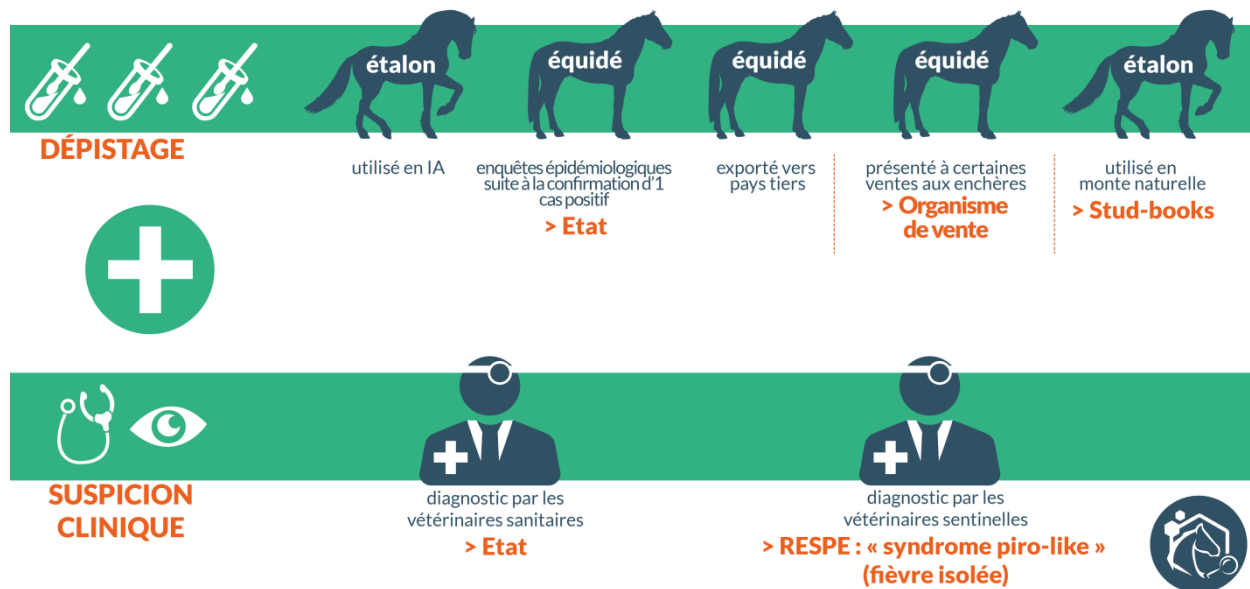 étalon
équidé
équidé
équidé
étalon
DÉPISTAGE
utilisé en IA
enquêtes épidémiologiques
suite à la confirmation d'1
cas positif
> Etat
exporté vers
pays tiers
présenté à certaines
ventes aux enchères
> Organisme
de vente
utilisé en
monte naturelle
> Stud-books
SUSPICION
CLINIQUE
diagnostic par les
vétérinaires sanitaires
> Etat
diagnostic par les
vétérinaires sentinelles
> RESPE : « syndrome piro-like »
(fièvre isolée)